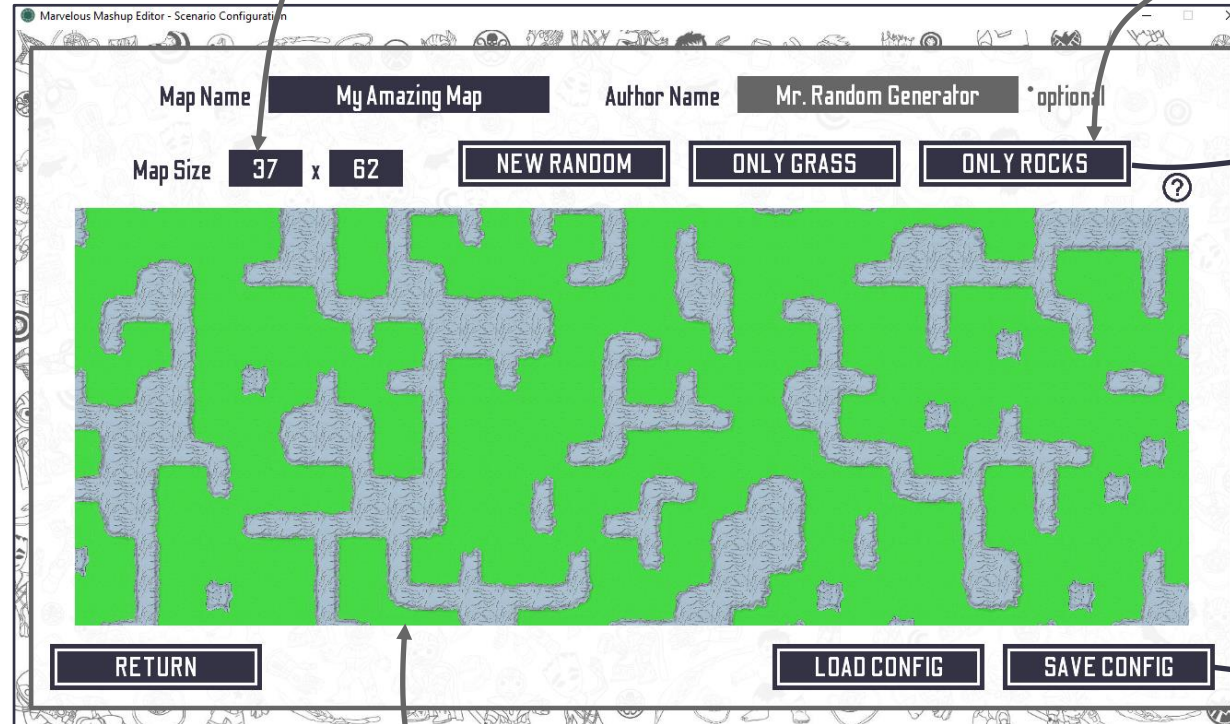 Marvelous Mashup Editor - Scenario Configuration
Map Name My Amazing Map Author Name Mr. Random Generator *optional
Map Size 37 x 62 NEW RANDOM ONLY GRASS ONLY ROCKS
?
RETURN LOAD CONFIG SAVE CONFIG